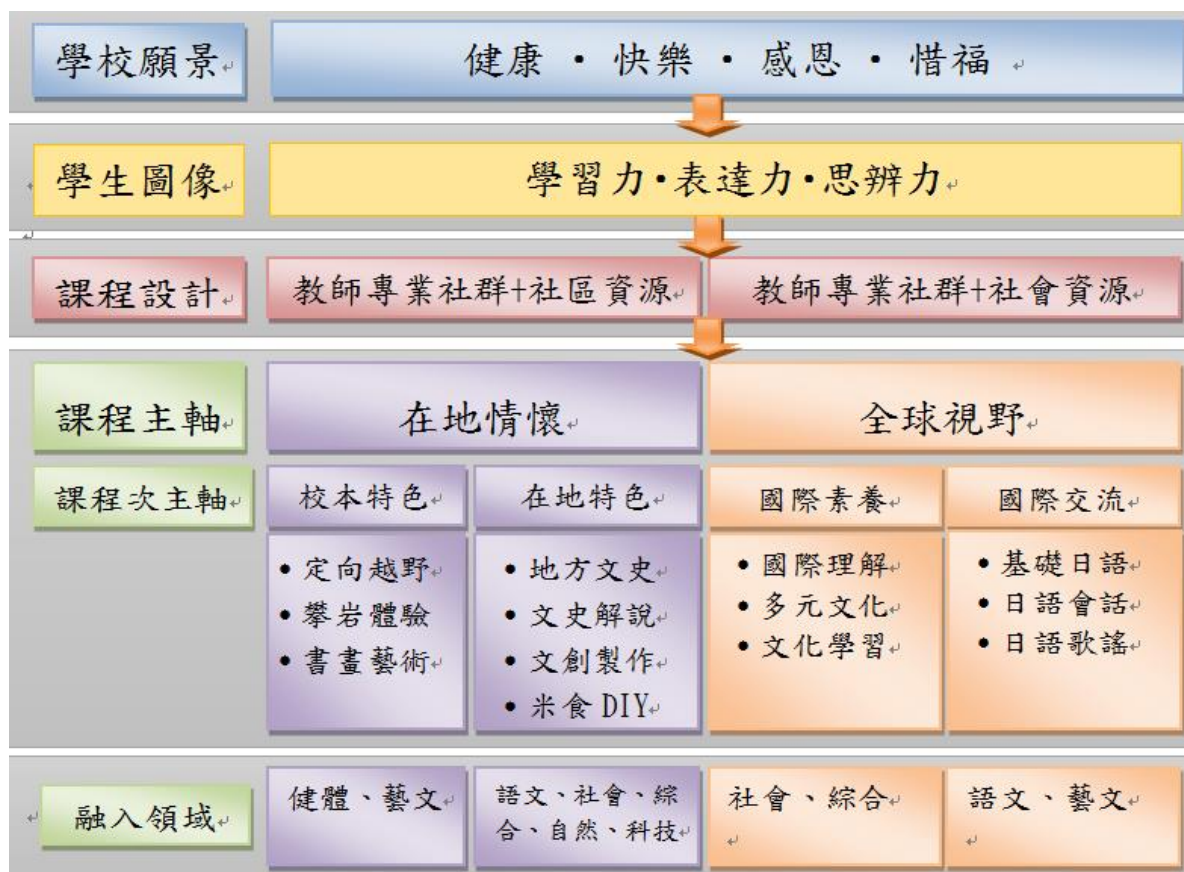 學校願景
健康 · 快樂 · 感恩 · 惜福
學生圖像
學習力·表達力·思辨力
課程設計
教師專業社群+社區資源
教師專業社群+社會資源
課程主軸
在地情懷
全球視野
課程次主軸
校本特色
在地特色
國際素養
國際交流
• 定向越野
• 攀岩體驗
• 書畫藝術
• 地方文史
• 文史解說
• 文創製作
• 米食 DIY
• 國際理解
• 多元文化
• 文化學習
• 基礎日語
• 日語會話
• 日語歌謠
融入領域
健體、藝文
語文、社會、綜
合、自然、科技
社會、綜合
語文、藝文